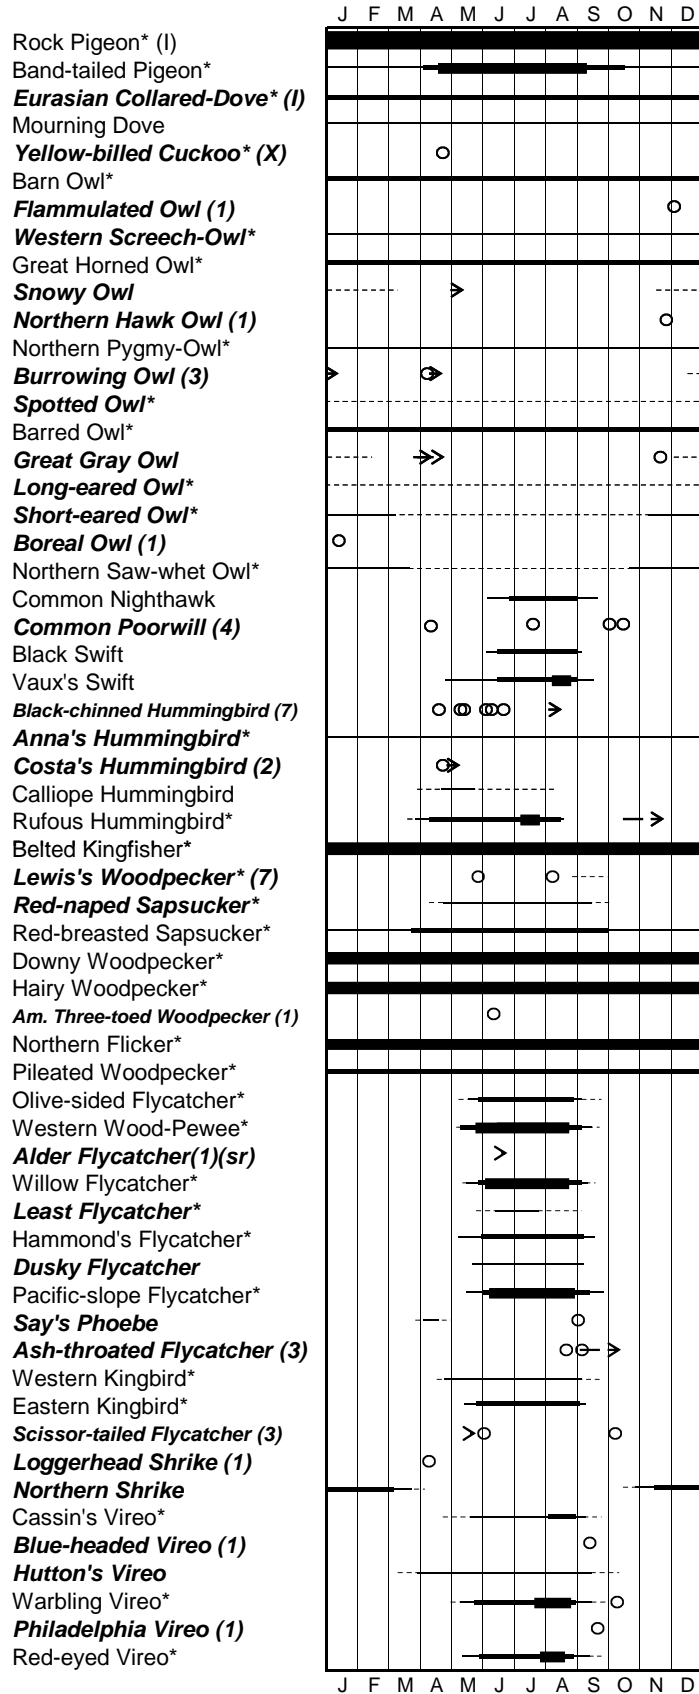 J F M A M J J A S O N D
Rock Pigeon* (I)
Band-tailed Pigeon*
Eurasian Collared-Dove* (I)
Mourning Dove
Yellow-billed Cuckoo* (X)
Barn Owl*
Flammulated Owl (1)
Western Screech-Owl*
Great Horned Owl*
Snowy Owl
Northern Hawk Owl (1)
Northern Pygmy-Owl*
Burrowing Owl (3)
Spotted Owl*
Barred Owl*
Great Gray Owl
Long-eared Owl*
Short-eared Owl*
Boreal Owl (1)
Northern Saw-whet Owl*
Common Nighthawk
Common Poorwill (4)
Black Swift
Vaux's Swift
Black-chinned Hummingbird (7)
Anna's Hummingbird*
Costa's Hummingbird (2)
Calliope Hummingbird
Rufous Hummingbird*
Belted Kingfisher*
Lewis's Woodpecker* (7)
Red-naped Sapsucker*
Red-breasted Sapsucker*
Downy Woodpecker*
Hairy Woodpecker*
Am. Three-toed Woodpecker (1)
Northern Flicker*
Pileated Woodpecker*
Olive-sided Flycatcher*
Western Wood-Pewee*
Alder Flycatcher(1)(sr)
Willow Flycatcher*
Least Flycatcher*
Hammond's Flycatcher*
Dusky Flycatcher
Pacific-slope Flycatcher*
Say's Phoebe
Ash-throated Flycatcher (3)
Western Kingbird*
Eastern Kingbird*
Scissor-tailed Flycatcher (3)
Loggerhead Shrike (1)
Northern Shrike
Cassin's Vireo*
Blue-headed Vireo (1)
Hutton's Vireo
Warbling Vireo*
Philadelphia Vireo (1)
Red-eyed Vireo*
J F M A M J J A S O N D